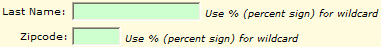 Last Name: Use % (percent sign) for wildcard
Zipcode: Use % (percent sign) for wildcard